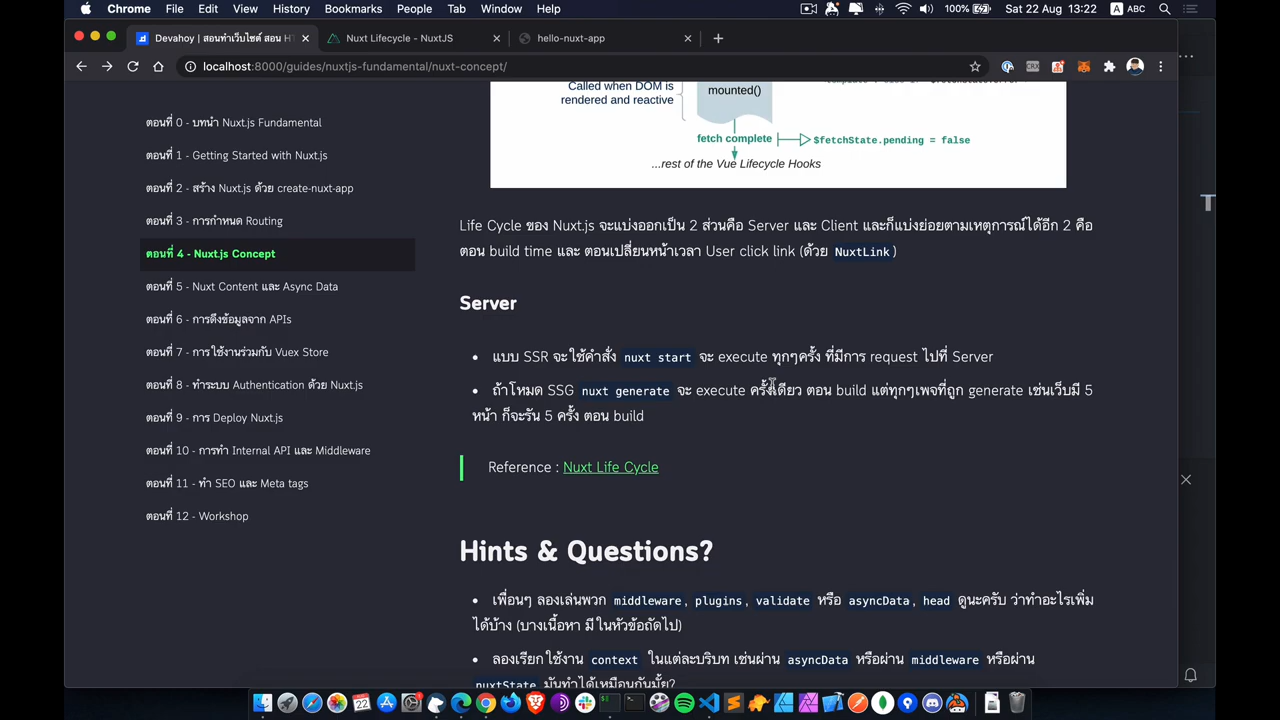 Chrome File Edit View History Bookmarks People Tab Window Help 100% Sat 22 Aug 13:22 A ABC
Devahoy | สอนทำเว็บไซต์ สอน HT
Nuxt Lifecycle - NuxtJS
hello-nuxt-app
localhost:8000/guides/nuxtjs-fundamental/nuxt-concept/
ตอนที่ 0 - บทนำ Nuxt.js Fundamental
ตอนที่ 1 - Getting Started with Nuxt.js
ตอนที่ 2 - สร้าง Nuxt.js ด้วย create-nuxt-app
ตอนที่ 3 - การกำหนด Routing
ตอนที่ 4 - Nuxt.js Concept
ตอนที่ 5 - Nuxt Content และ Async Data
ตอนที่ 6 - การดึงข้อมูลจาก APIs
ตอนที่ 7 - การใช้งานร่วมกับ Vuex Store
ตอนที่ 8 - ทำระบบ Authentication ด้วย Nuxt.js
ตอนที่ 9 - การ Deploy Nuxt.js
ตอนที่ 10 - การทำ Internal API และ Middleware
ตอนที่ 11 - ทำ SEO และ Meta tags
ตอนที่ 12 - Workshop
Called when DOM is
rendered and reactive
mounted()
fetch complete
$fetchState.pending = false
...rest of the Vue Lifecycle Hooks
Life Cycle ของ Nuxt.js จะแบ่งออกเป็น 2 ส่วนคือ Server และ Client และก็แบ่งย่อยตามเหตุการณ์ได้อีก 2 คือ
ตอน build time และ ตอนเปลี่ยนหน้าเวลา User click link (ด้วย NuxtLink)
Server
• แบบ SSR จะใช้คำสั่ง nuxt start จะ execute ทุกๆครั้ง ที่มีการ request ไปที่ Server
• ถ้าโหมด SSG nuxt generate จะ execute ครั้งเดียว ตอน build แต่ทุกๆเพจที่ถูก generate เช่นเว็บมี 5
หน้า ก็จะรัน 5 ครั้ง ตอน build
Reference : Nuxt Life Cycle
Hints & Questions?
• เพื่อนๆ ลองเล่นพวก middleware, plugins, validate หรือ asyncData, head ดูนะครับ ว่าทำอะไรเพิ่ม
ได้บ้าง (บางเนื้อหา มีในหัวข้อถัดไป)
• ลองเรียกใช้งาน context ในแต่ละบริบท เช่นผ่าน asyncData หรือผ่าน middleware หรือผ่าน
nuxtState มันทำได้เหมือนกันมั้ย?